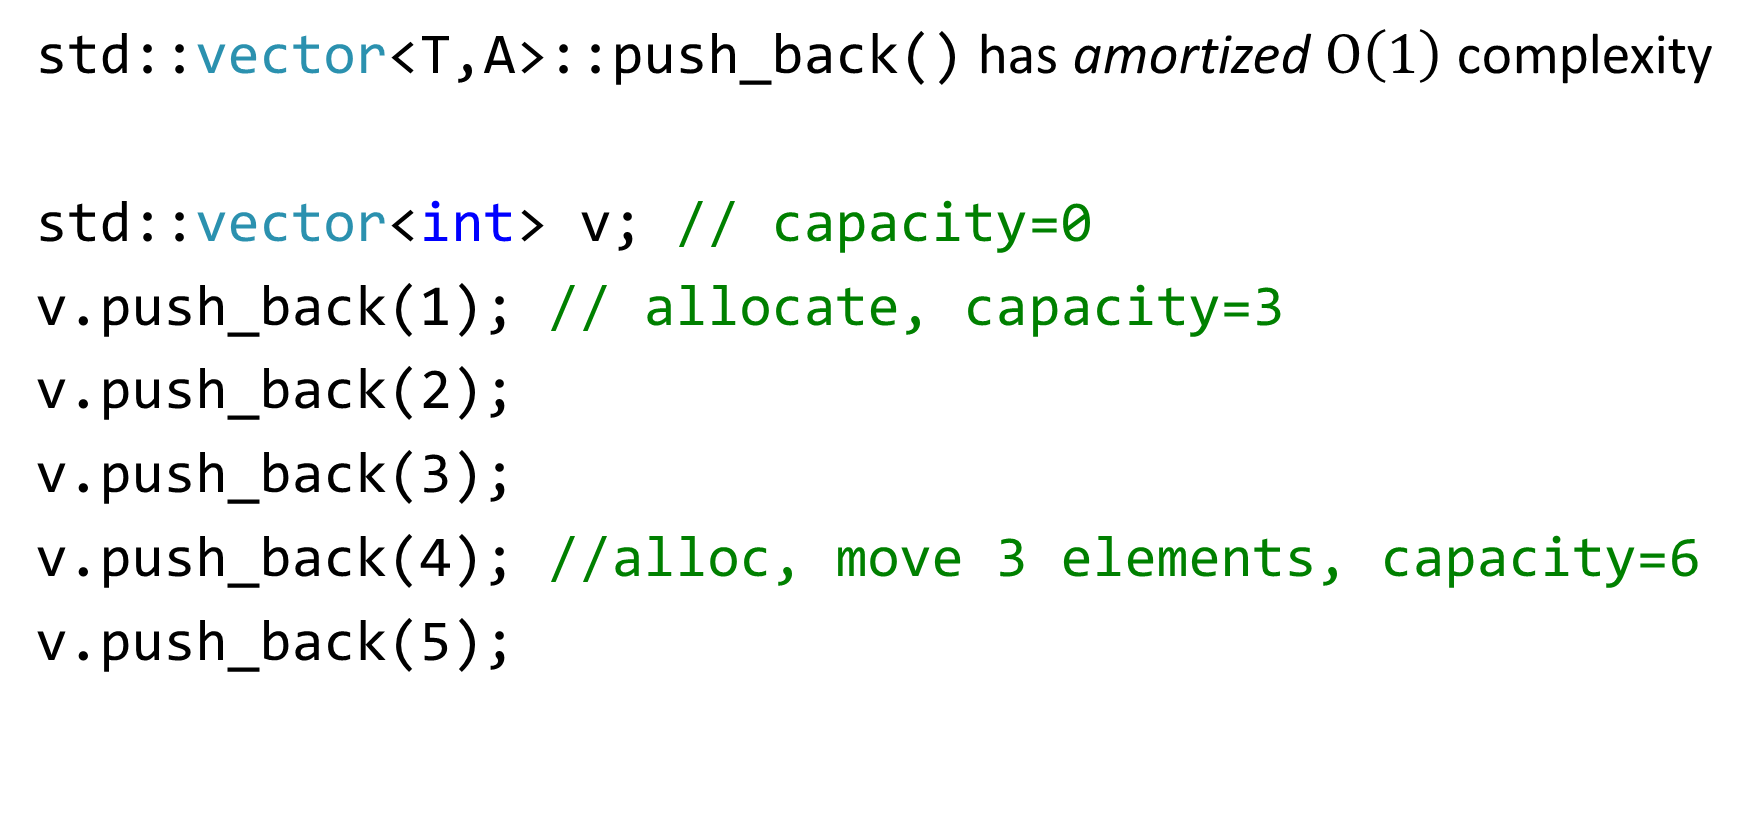 std::vector<T,A>::push_back() has amortized O(1) complexity
std::vector<int> v; // capacity=0
v.push_back(1); // allocate, capacity=3
v.push_back(2);
v.push_back(3);
v.push_back(4); //alloc, move 3 elements, capacity=6
v.push_back(5);